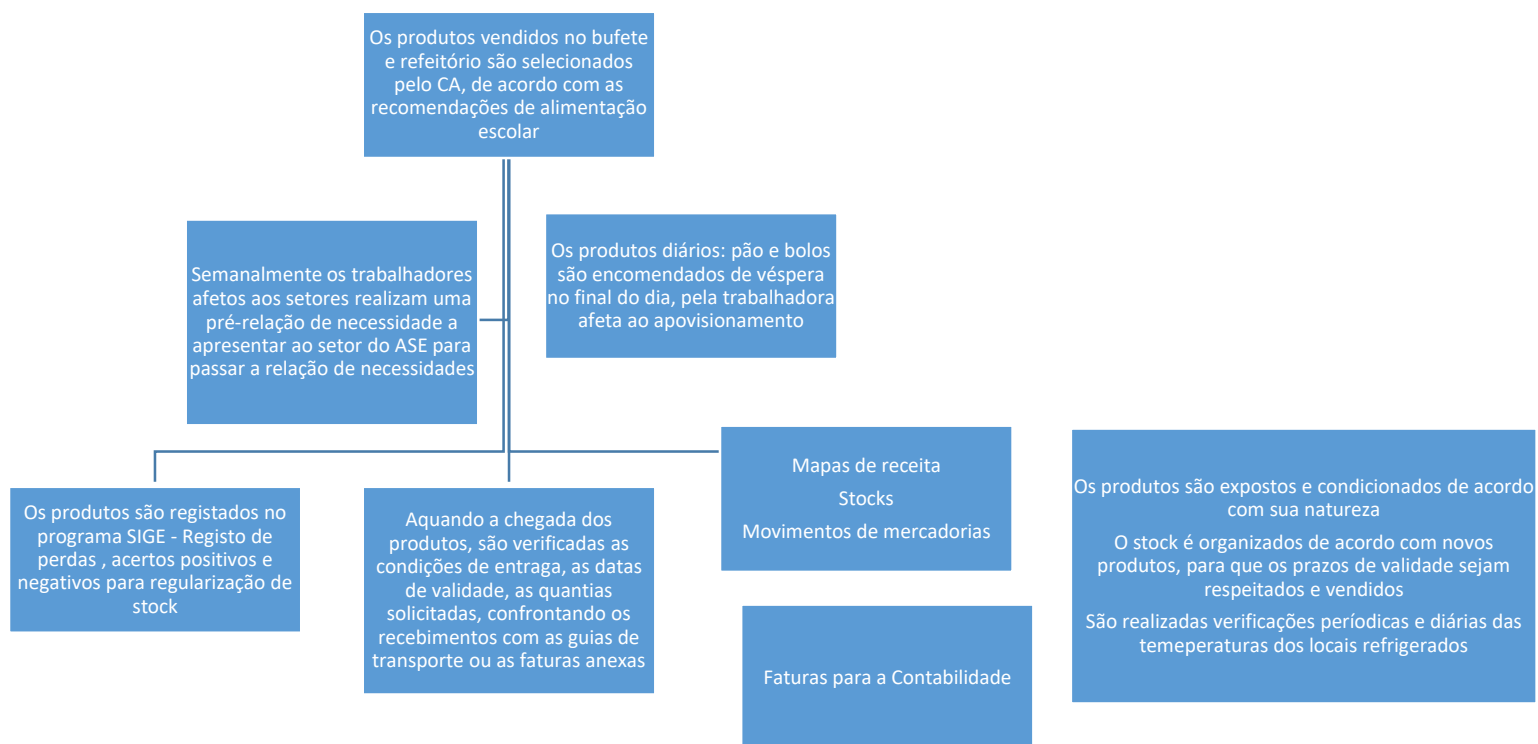 Os produtos vendidos no bufete
e refeitório são selecionados
pelo CA, de acordo com as
recomendações de alimentação
escolar
Semanalmente os trabalhadores
afetos aos setores realizam uma
pré-relação de necessidade a
apresentar ao setor do ASE para
passar a relação de necessidades
Os produtos diários: pão e bolos
são encomendados de véspera
no final do dia, pela trabalhadora
afeta ao apovisionamento
Os produtos são registados no
programa SIGE - Registo de
perdas , acertos positivos e
negativos para regularização de
stock
Aquando a chegada dos
produtos, são verificadas as
condições de entraga, as datas
de validade, as quantias
solicitadas, confrontando os
recebimentos com as guias de
transporte ou as faturas anexas
Mapas de receita
Stocks
Movimentos de mercadorias
Faturas para a Contabilidade
Os produtos são expostos e condicionados de acordo
com sua natureza
O stock é organizados de acordo com novos
produtos, para que os prazos de validade sejam
respeitados e vendidos
São realizadas verificações períodicas e diárias das
temeperaturas dos locais refrigerados